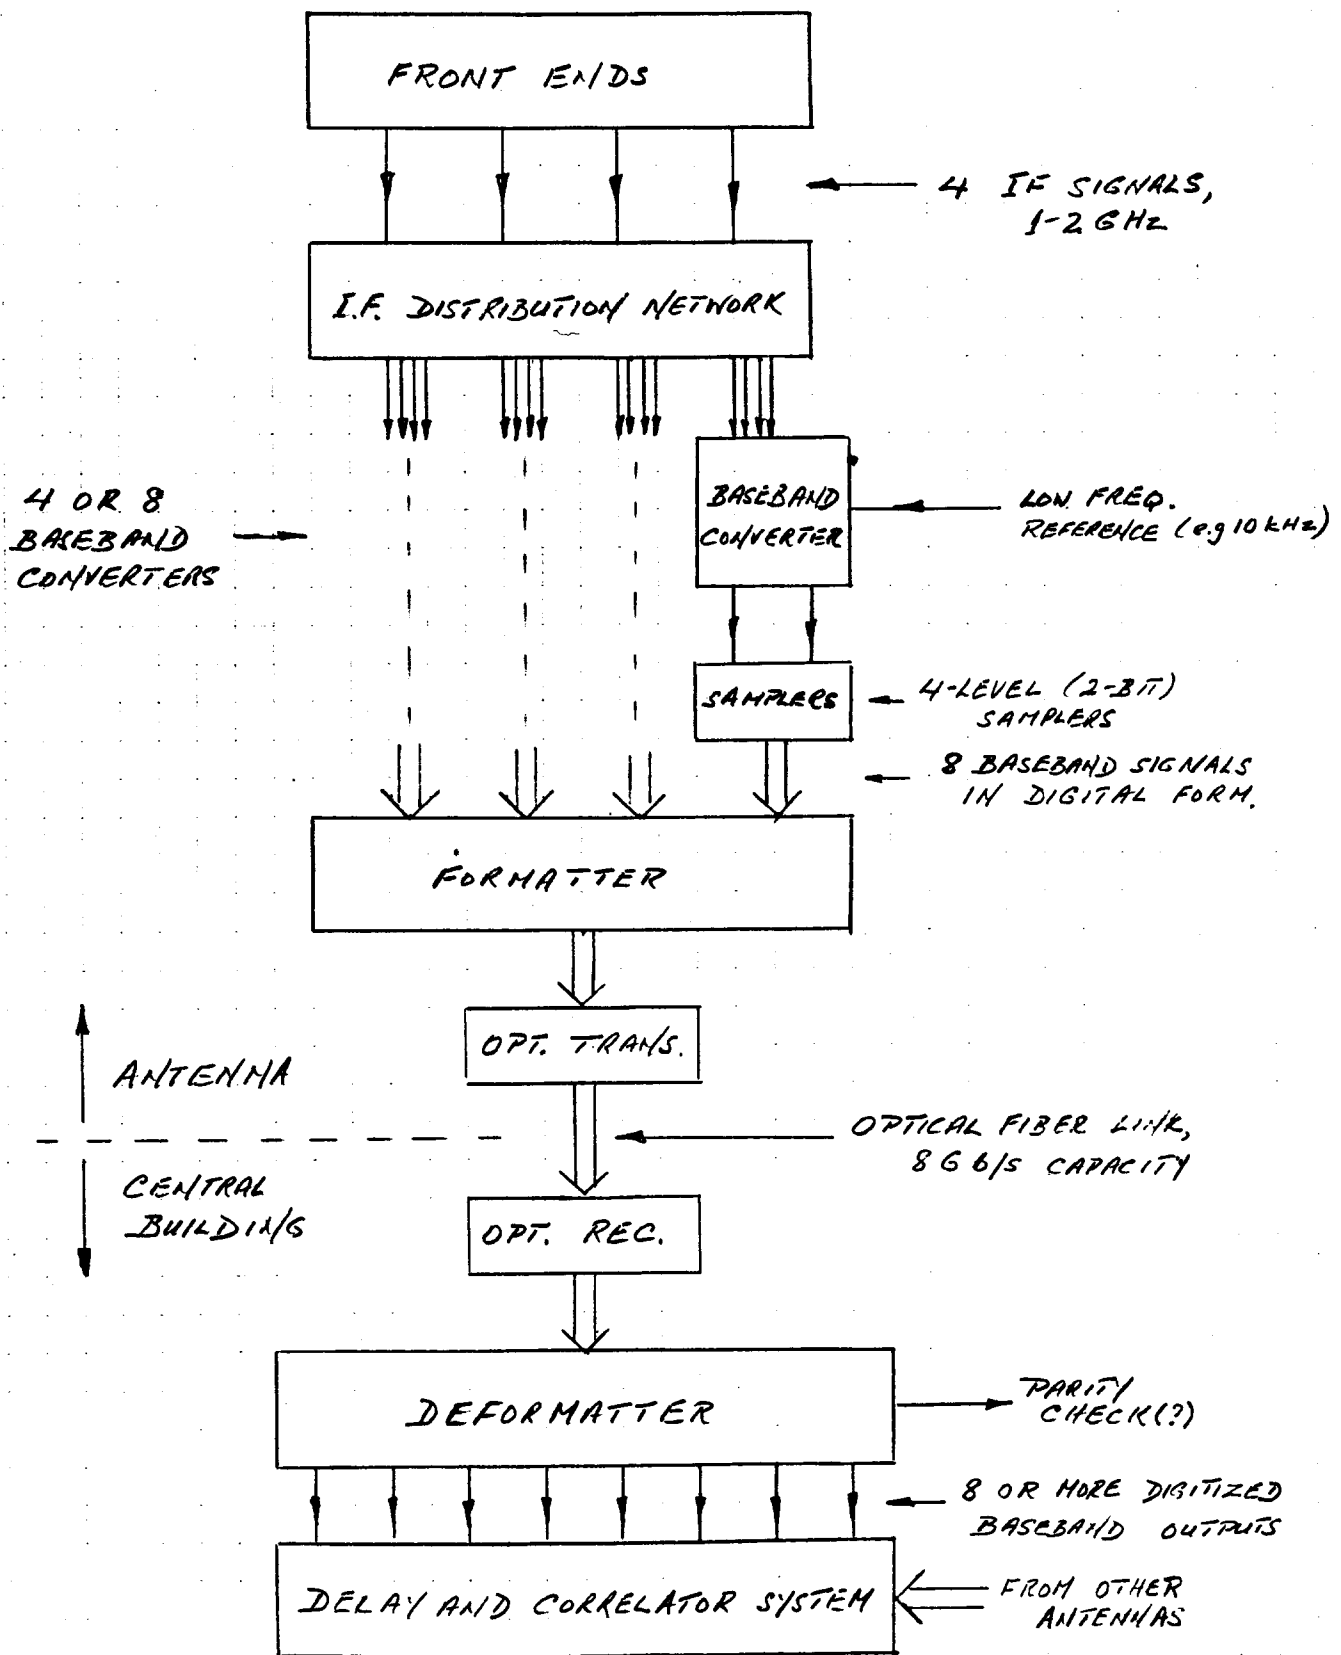 FRONT ENDS
4 IF SIGNALS,
1-2 GHz
I.F. DISTRIBUTION NETWORK
4 OR 8
BASEBAND
CONVERTERS
BASEBAND
CONVERTER
LOW FREQ.
REFERENCE (e.g 10 kHz)
SAMPLERS
4-LEVEL (2-BIT)
SAMPLERS
8 BASEBAND SIGNALS
IN DIGITAL FORM.
FORMATTER
OPT. TRANS.
ANTENNA
OPTICAL FIBER LINK,
8 G b/s CAPACITY
CENTRAL
BUILDING
OPT. REC.
DEFORMATTER
PARITY
CHECK(?)
8 OR MORE DIGITIZED
BASEBAND OUTPUTS
DELAY AND CORRELATOR SYSTEM
FROM OTHER
ANTENNAS